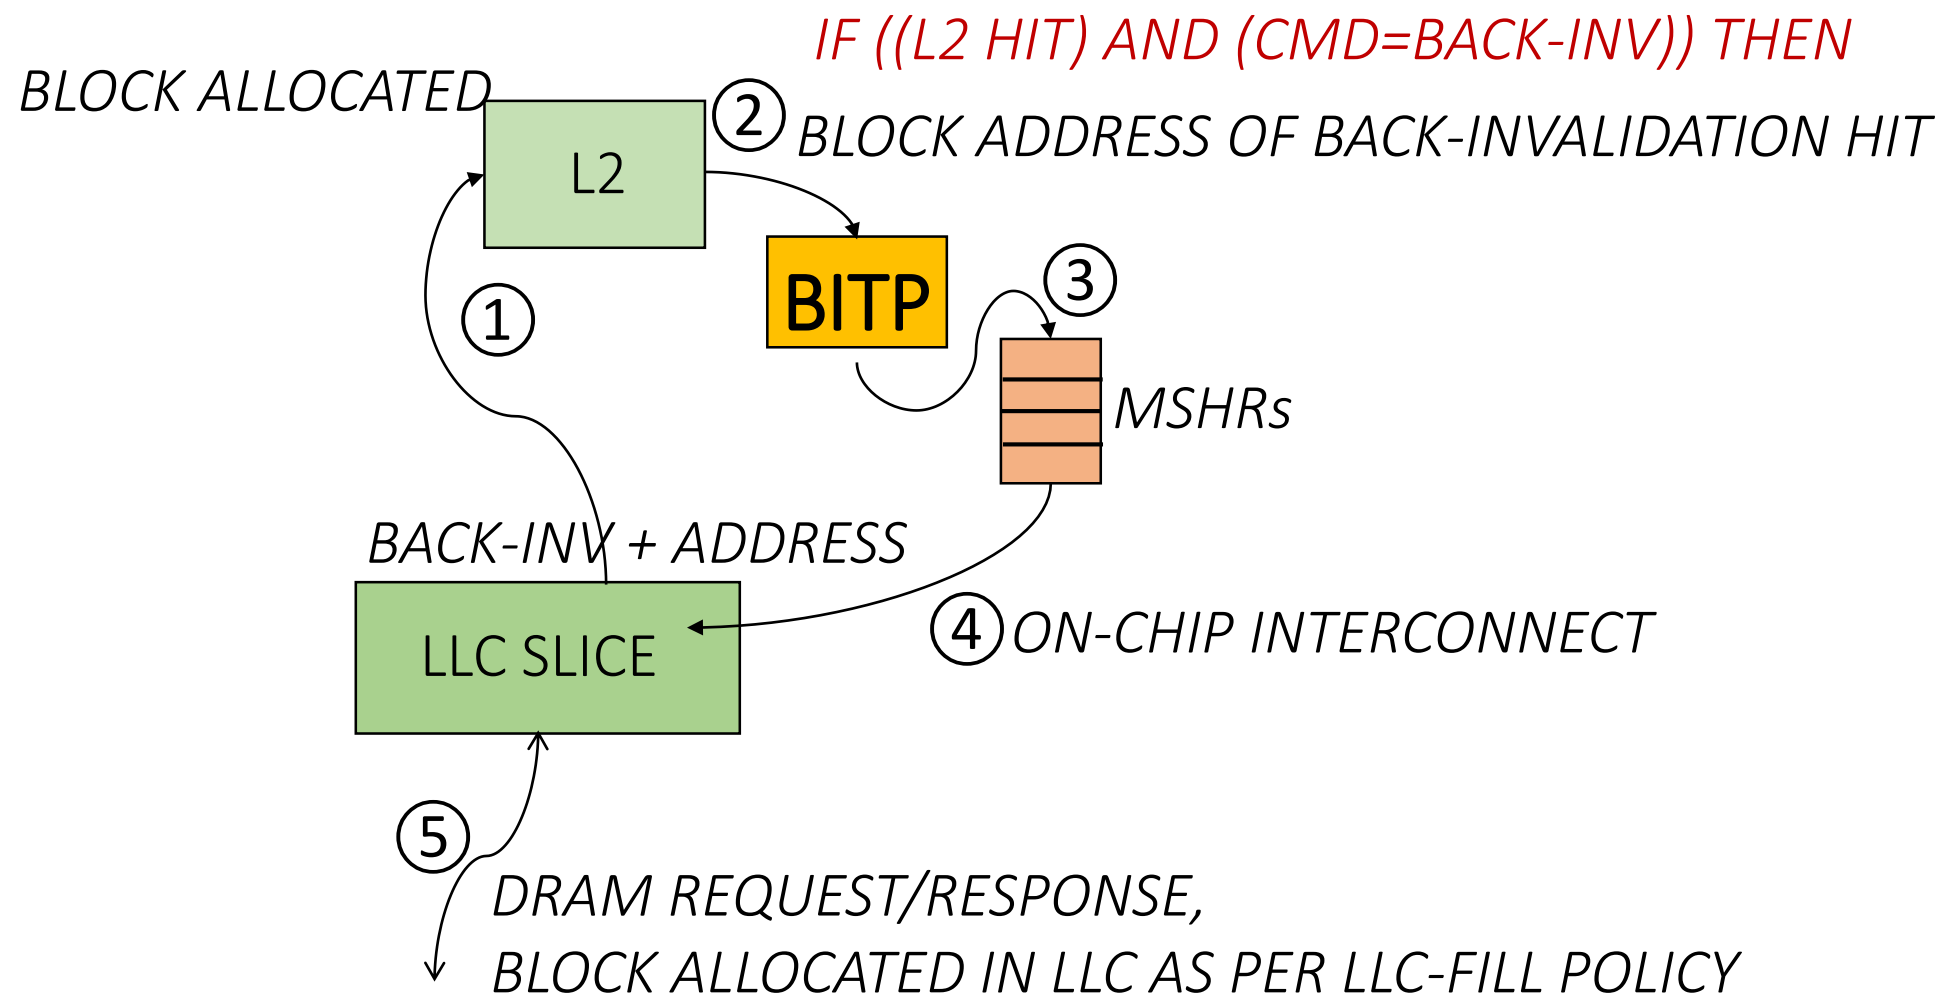 IF ((L2 HIT) AND (CMD=BACK-INV)) THEN
BLOCK ALLOCATED
2
BLOCK ADDRESS OF BACK-INVALIDATION HIT
L2
BITP
3
1
MSHRs
BACK-INV + ADDRESS
LLC SLICE
4 ON-CHIP INTERCONNECT
5
DRAM REQUEST/RESPONSE,
BLOCK ALLOCATED IN LLC AS PER LLC-FILL POLICY